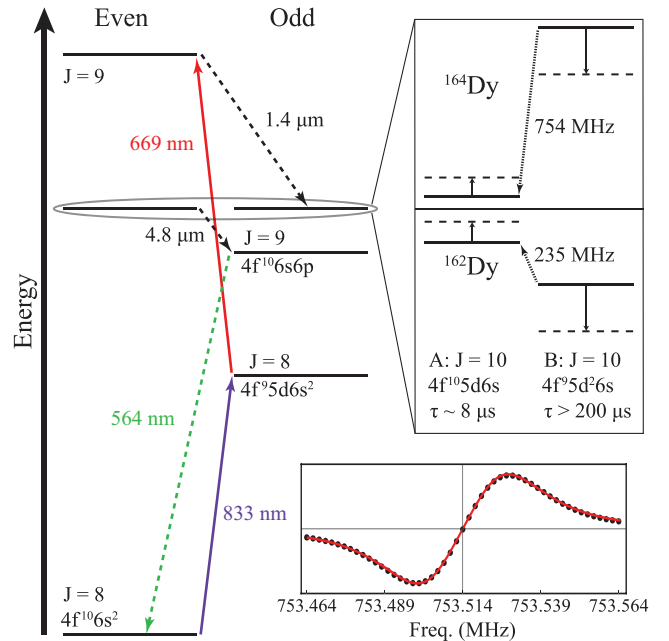 Even
Odd
Energy
J = 9
669 nm
1.4 μm
4.8 μm
J = 9
4f¹⁰6s6p
J = 8
4f⁹5d6s²
564 nm
833 nm
J = 8
4f¹⁰6s²
¹⁶⁴Dy
754 MHz
¹⁶²Dy
235 MHz
A: J = 10
4f¹⁰5d6s
τ ~ 8 μs
B: J = 10
4f⁹5d²6s
τ > 200 μs
753.464 753.489 753.514 753.539 753.564
Freq. (MHz)